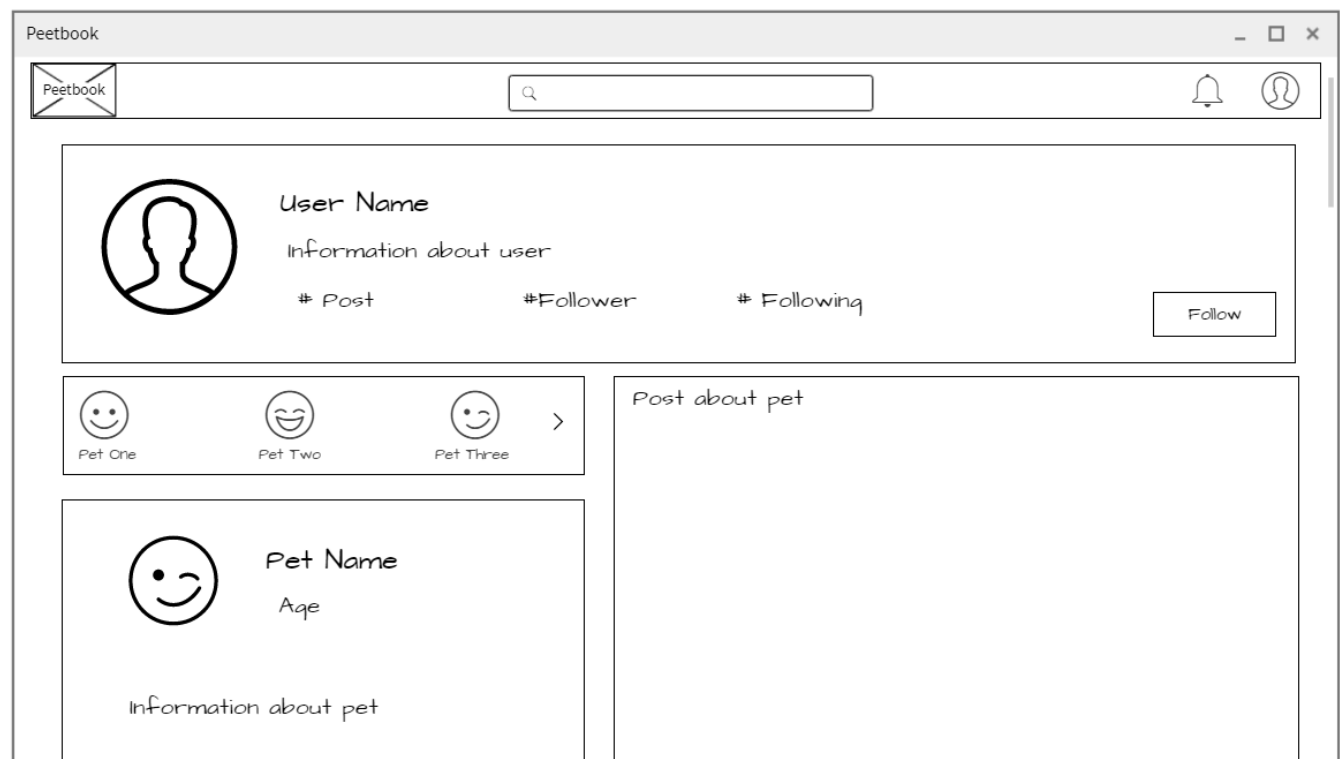 Peetbook
Peetbook
User Name
Information about user
# Post #Follower # Following
Follow
Pet One Pet Two Pet Three
Post about pet
Pet Name
Age
Information about pet